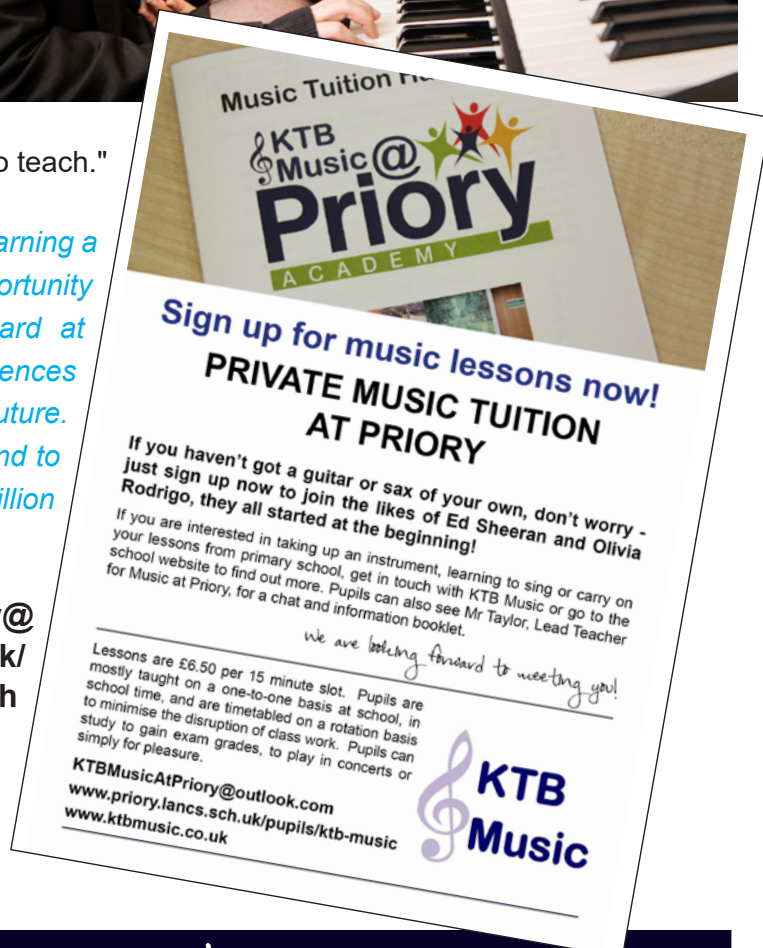 o teach."
arning a
ortunity
ard at
ences
uture.
nd to
illion
@
k/
h
Music Tuition
KTB
Music@
Priory
ACADEMY
Sign up for music lessons now!
PRIVATE MUSIC TUITION
AT PRIORY
If you haven't got a guitar or sax of your own, don't worry -
just sign up now to join the likes of Ed Sheeran and Olivia
Rodrigo, they all started at the beginning!
If you are interested in taking up an instrument, learning to sing or carry on
your lessons from primary school, get in touch with KTB Music or go to the
school website to find out more. Pupils can also see Mr Taylor, Lead Teacher
for Music at Priory, for a chat and information booklet.
we are looking forward to meeting you!
Lessons are £6.50 per 15 minute slot. Pupils are
mostly taught on a one-to-one basis at school, in
school time, and are timetabled on a rotation basis
to minimise the disruption of class work. Pupils can
study to gain exam grades, to play in concerts or
simply for pleasure.
KTBMusicAtPriory@outlook.com
www.priory.lancs.sch.uk/pupils/ktb-music
www.ktbmusic.co.uk
KTB
Music